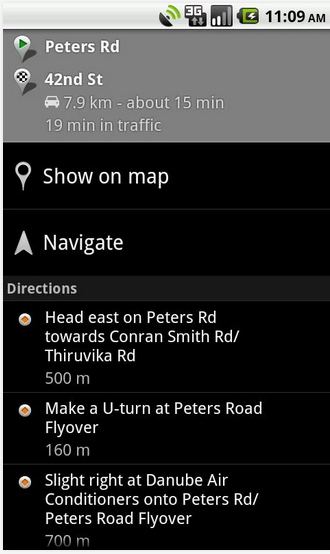 3G
11:09 AM
Peters Rd
42nd St
7.9 km - about 15 min
19 min in traffic
Show on map
Navigate
Directions
Head east on Peters Rd
towards Conran Smith Rd/
Thiruvika Rd
500 m
Make a U-turn at Peters Road
Flyover
160 m
Slight right at Danube Air
Conditioners onto Peters Rd/
Peters Road Flyover
700 m